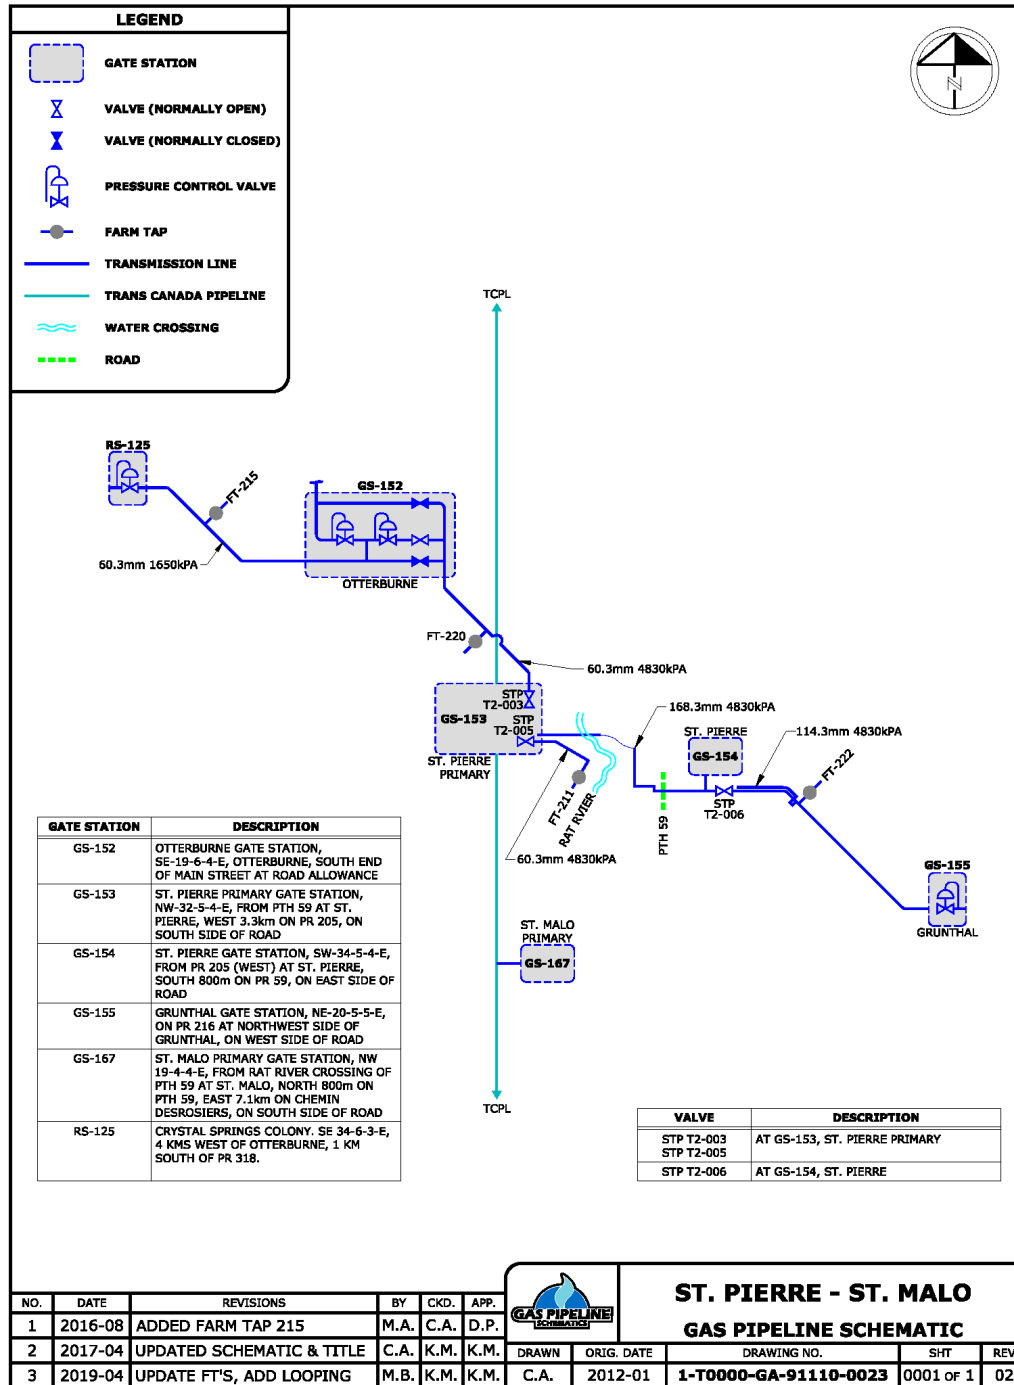 LEGEND
GATE STATION
VALVE (NORMALLY OPEN)
VALVE (NORMALLY CLOSED)
PRESSURE CONTROL VALVE
FARM TAP
TRANSMISSION LINE
TRANS CANADA PIPELINE
WATER CROSSING
ROAD
N
TCPL
RS-125
FT-215
60.3mm 1650kPA
GS-152
OTTERBURNE
FT-220
60.3mm 4830kPA
STP
T2-003
GS-153
STP
T2-005
ST. PIERRE
PRIMARY
168.3mm 4830kPA
ST. PIERRE
GS-154
114.3mm 4830kPA
FT-222
STP
T2-006
FT-211
RAT RVIER
PTH 59
60.3mm 4830kPA
GS-155
GRUNTHAL
ST. MALO
PRIMARY
GS-167
TCPL
GATE STATION DESCRIPTION
GS-152 OTTERBURNE GATE STATION,
SE-19-6-4-E, OTTERBURNE, SOUTH END
OF MAIN STREET AT ROAD ALLOWANCE
GS-153 ST. PIERRE PRIMARY GATE STATION,
NW-32-5-4-E, FROM PTH 59 AT ST.
PIERRE, WEST 3.3km ON PR 205, ON
SOUTH SIDE OF ROAD
GS-154 ST. PIERRE GATE STATION, SW-34-5-4-E,
FROM PR 205 (WEST) AT ST. PIERRE,
SOUTH 800m ON PR 59, ON EAST SIDE OF
ROAD
GS-155 GRUNTHAL GATE STATION, NE-20-5-5-E,
ON PR 216 AT NORTHWEST SIDE OF
GRUNTHAL, ON WEST SIDE OF ROAD
GS-167 ST. MALO PRIMARY GATE STATION, NW
19-4-4-E, FROM RAT RIVER CROSSING OF
PTH 59 AT ST. MALO, NORTH 800m ON
PTH 59, EAST 7.1km ON CHEMIN
DESROSIERS, ON SOUTH SIDE OF ROAD
RS-125 CRYSTAL SPRINGS COLONY. SE 34-6-3-E,
4 KMS WEST OF OTTERBURNE, 1 KM
SOUTH OF PR 318.
VALVE DESCRIPTION
STP T2-003 AT GS-153, ST. PIERRE PRIMARY
STP T2-005
STP T2-006 AT GS-154, ST. PIERRE
NO. DATE REVISIONS BY CKD. APP.
1 2016-08 ADDED FARM TAP 215 M.A. C.A. D.P.
2 2017-04 UPDATED SCHEMATIC & TITLE C.A. K.M. K.M.
3 2019-04 UPDATE FT'S, ADD LOOPING M.B. K.M. K.M.
GAS PIPELINE
SCHEMATICS
ST. PIERRE - ST. MALO
GAS PIPELINE SCHEMATIC
DRAWN ORIG. DATE DRAWING NO. SHT REV
C.A. 2012-01 1-T0000-GA-91110-0023 0001 OF 1 02